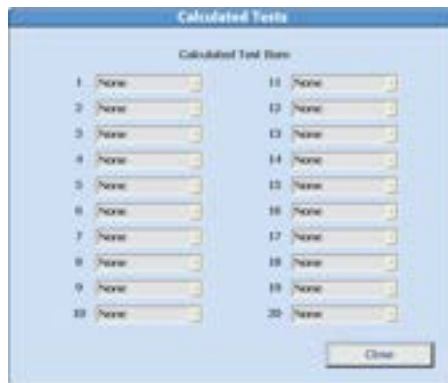 Calculated Tests
Calculated Test Item
1 None
2 None
3 None
4 None
5 None
6 None
7 None
8 None
9 None
10 None
11 None
12 None
13 None
14 None
15 None
16 None
17 None
18 None
19 None
20 None
Close